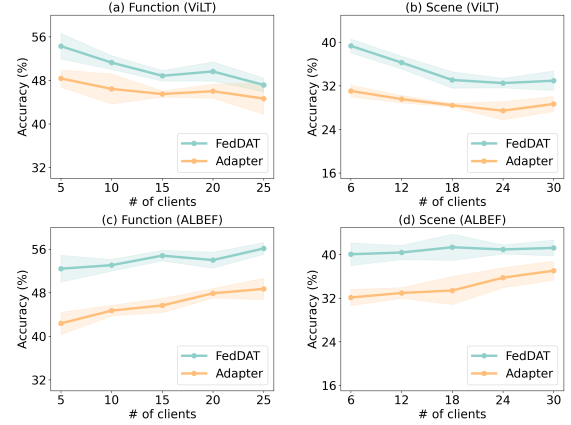 (a) Function (ViLT)
Accuracy (%)
56
48
40
32
FedDAT
Adapter
5 10 15 20 25
# of clients
(b) Scene (ViLT)
Accuracy (%)
40
32
24
16
FedDAT
Adapter
6 12 18 24 30
# of clients
(c) Function (ALBEF)
Accuracy (%)
56
48
40
32
FedDAT
Adapter
5 10 15 20 25
# of clients
(d) Scene (ALBEF)
Accuracy (%)
40
32
24
16
FedDAT
Adapter
6 12 18 24 30
# of clients